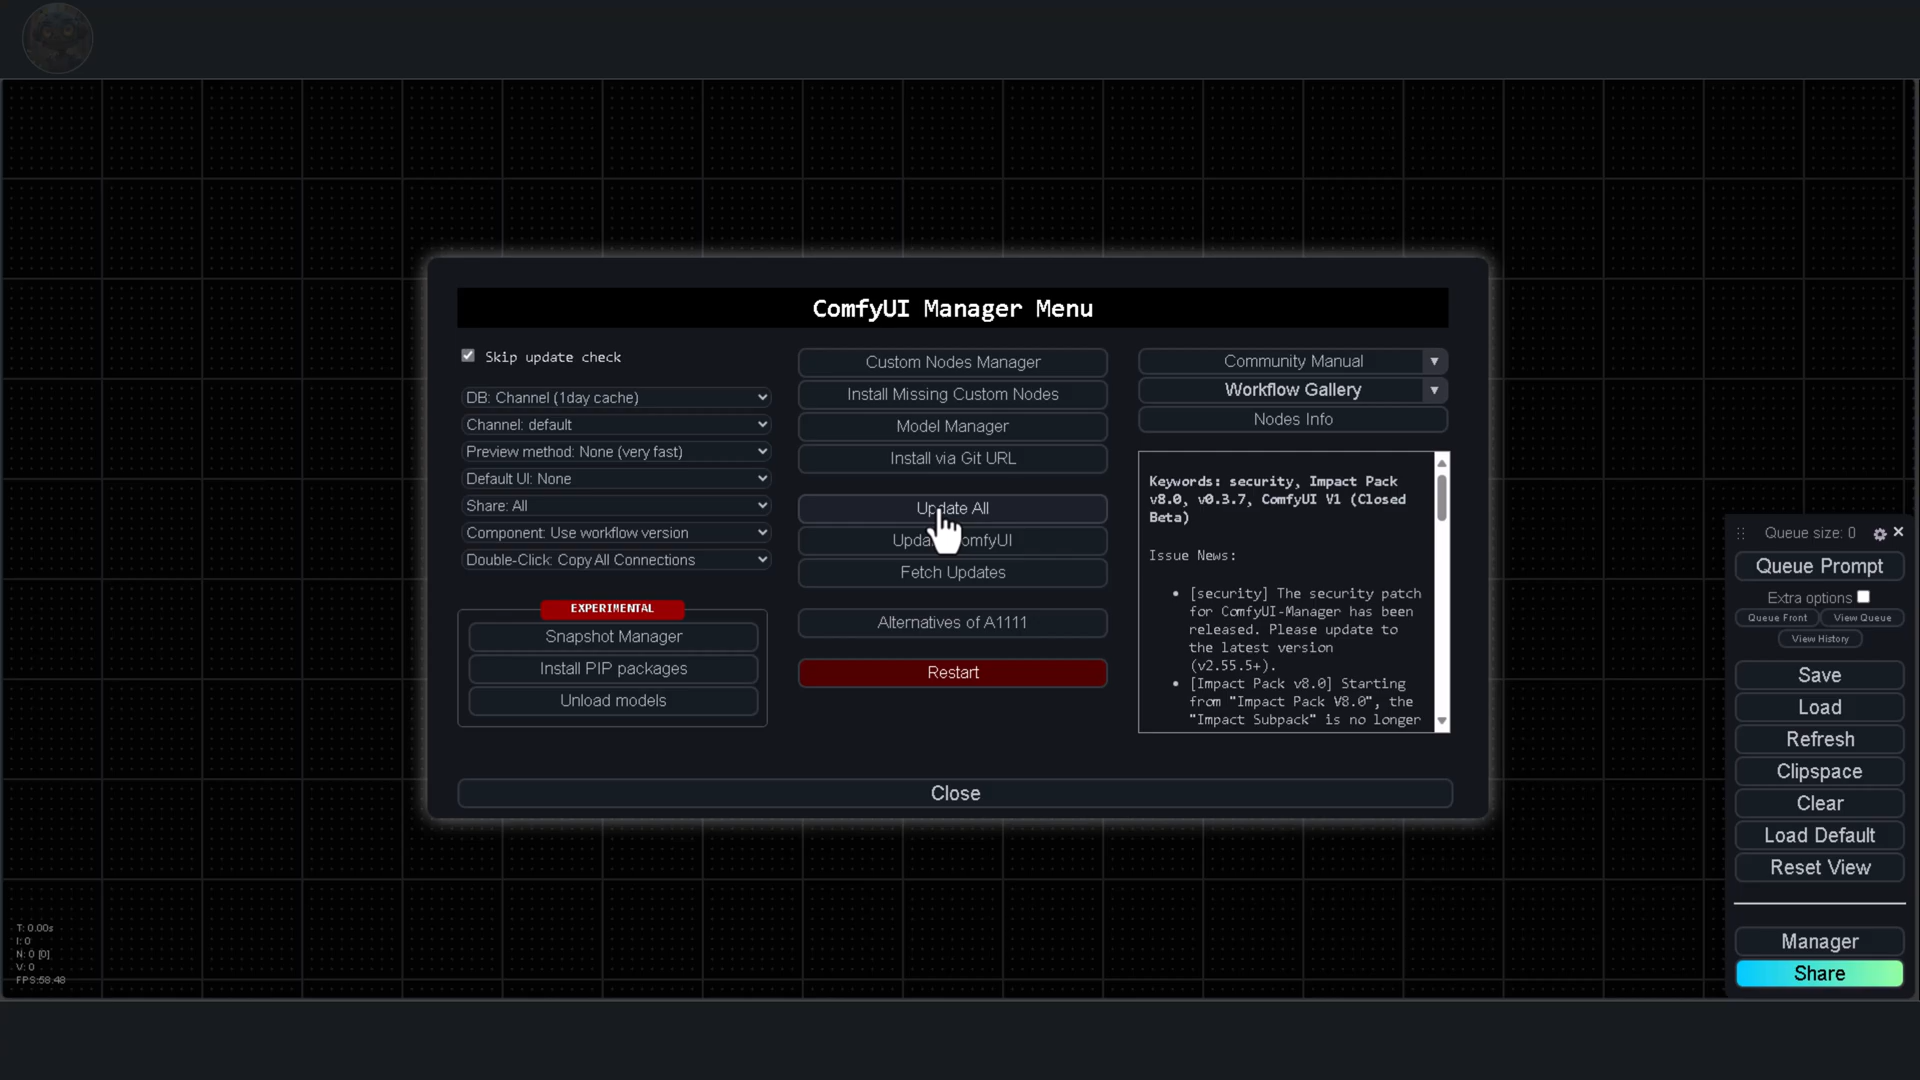 ComfyUI Manager Menu
Skip update check
DB: Channel (1day cache)
Channel: default
Preview method: None (very fast)
Default UI: None
Share: All
Component: Use workflow version
Double-Click: Copy All Connections
EXPERIMENTAL
Snapshot Manager
Install PIP packages
Unload models
Custom Nodes Manager
Install Missing Custom Nodes
Model Manager
Install via Git URL
Update All
Update ComfyUI
Fetch Updates
Alternatives of A1111
Restart
Community Manual
Workflow Gallery
Nodes Info
Keywords: security, Impact Pack
v8.0, v0.3.7, ComfyUI V1 (Closed
Beta)
Issue News:
• [security] The security patch
for ComfyUI-Manager has been
released. Please update to
the latest version
(v2.55.5+).
• [Impact Pack v8.0] Starting
from "Impact Pack V8.0", the
"Impact Subpack" is no longer
Close
Queue size: 0
Queue Prompt
Extra options
Queue Front
View Queue
View History
Save
Load
Refresh
Clipspace
Clear
Load Default
Reset View
Manager
Share
T: 0.00s
I: 0
N: 0 [0]
V: 0
FPS:58.48